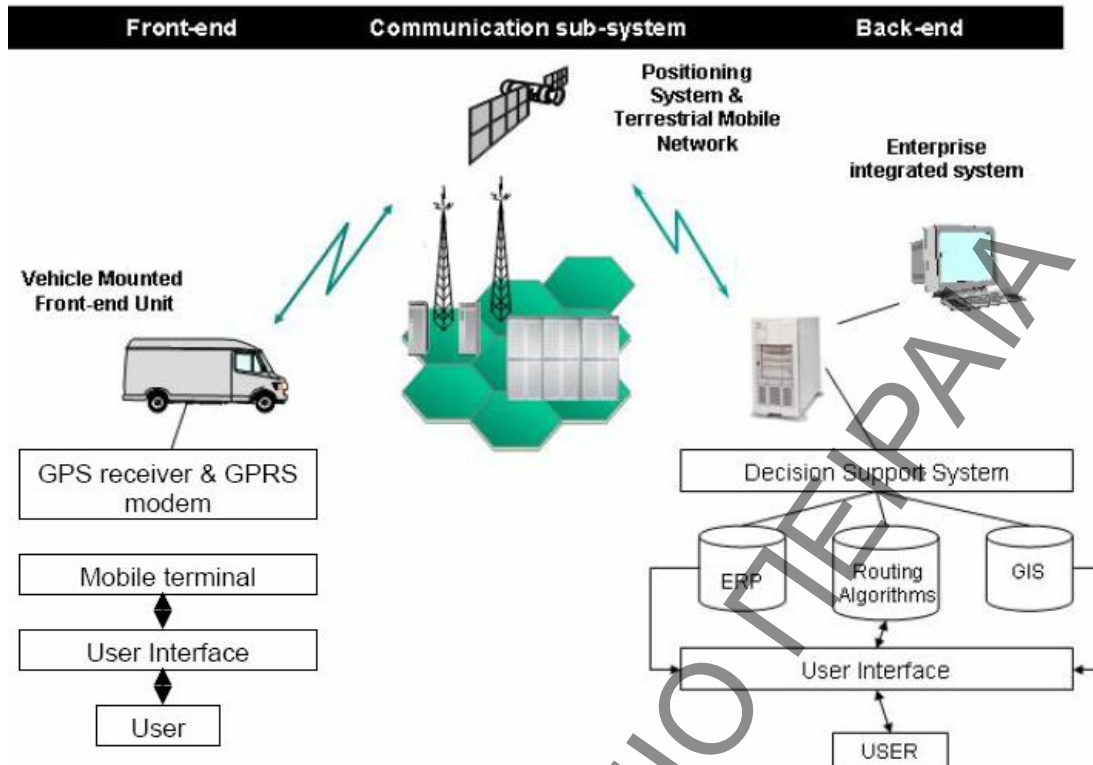 Front-end
Communication sub-system
Back-end
Positioning
System &
Terrestrial Mobile
Network
Enterprise
integrated system
Vehicle Mounted
Front-end Unit
GPS receiver & GPRS
modem
Mobile terminal
User Interface
User
Decision Support System
ERP
Routing
Algorithms
GIS
User Interface
USER
ΙΟ ΠΕΙΡΑΙΑ